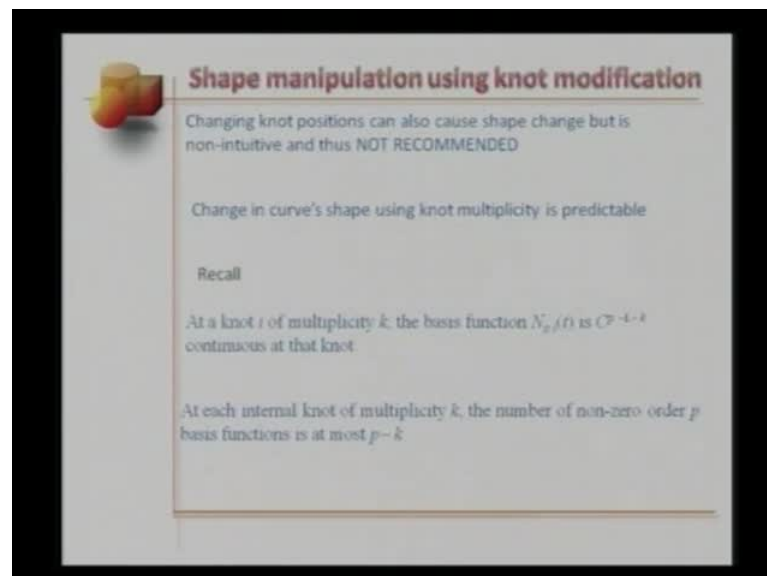 Shape manipulation using knot modification
Changing knot positions can also cause shape change but is
non-intuitive and thus NOT RECOMMENDED
Change in curve's shape using knot multiplicity is predictable
Recall
At a knot i of multiplicity k, the basis function Nₚ,ᵢ(t) is Cᵖ⁻¹⁻ᵏ
continuous at that knot
At each internal knot of multiplicity k, the number of non-zero order p
basis functions is at most p – k